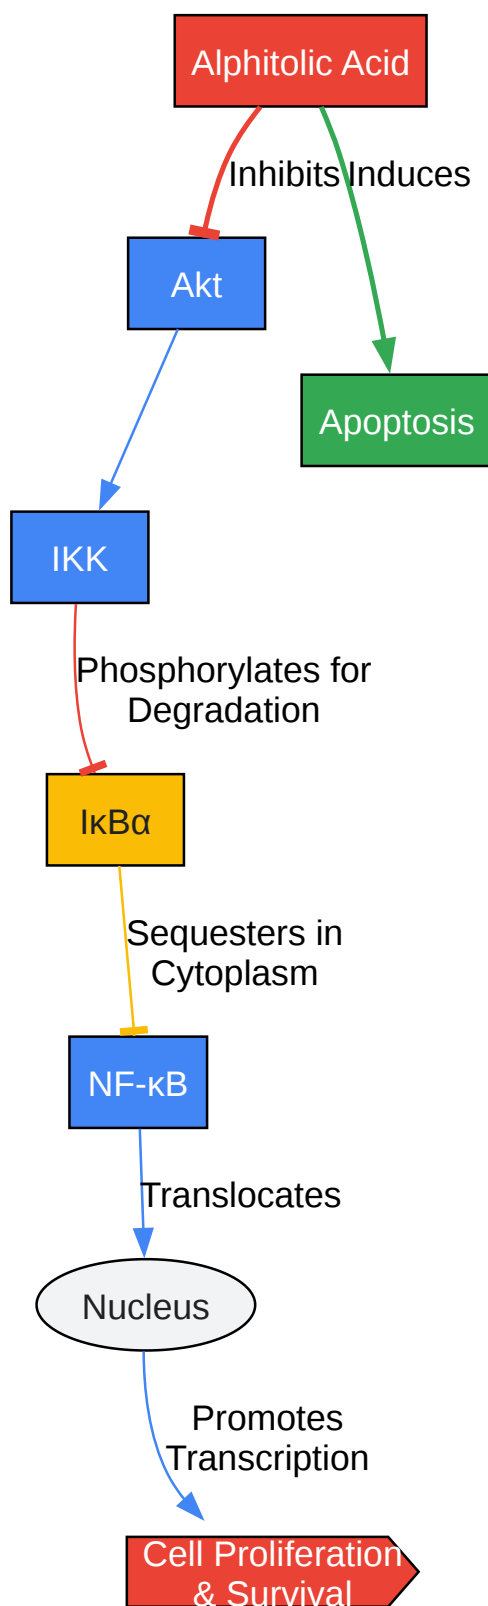 Alphitolic Acid
Inhibits
Induces
Akt
Apoptosis
IKK
Phosphorylates for
Degradation
IκBα
Sequesters in
Cytoplasm
NF-κB
Translocates
Nucleus
Promotes
Transcription
Cell Proliferation
& Survival